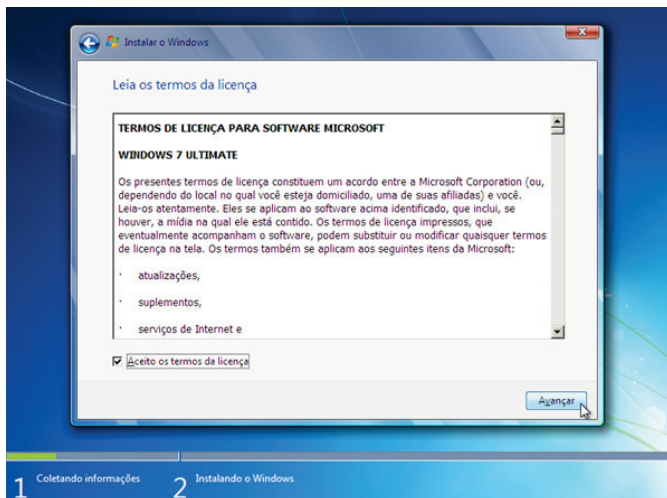 Instalar o Windows
Leia os termos da licença
TERMOS DE LICENÇA PARA SOFTWARE MICROSOFT
WINDOWS 7 ULTIMATE
Os presentes termos de licença constituem um acordo entre a Microsoft Corporation (ou,
dependendo do local no qual você esteja domiciliado, uma de suas afiliadas) e você.
Leia-os atentamente. Eles se aplicam ao software acima identificado, que inclui, se
houver, a mídia na qual ele está contido. Os termos de licença impressos, que
eventualmente acompanham o software, podem substituir ou modificar quaisquer termos
de licença na tela. Os termos também se aplicam aos seguintes itens da Microsoft:
· atualizações,
· suplementos,
· serviços de Internet e
Aceito os termos da licença
Avançar
1 Coletando informações 2 Instalando o Windows